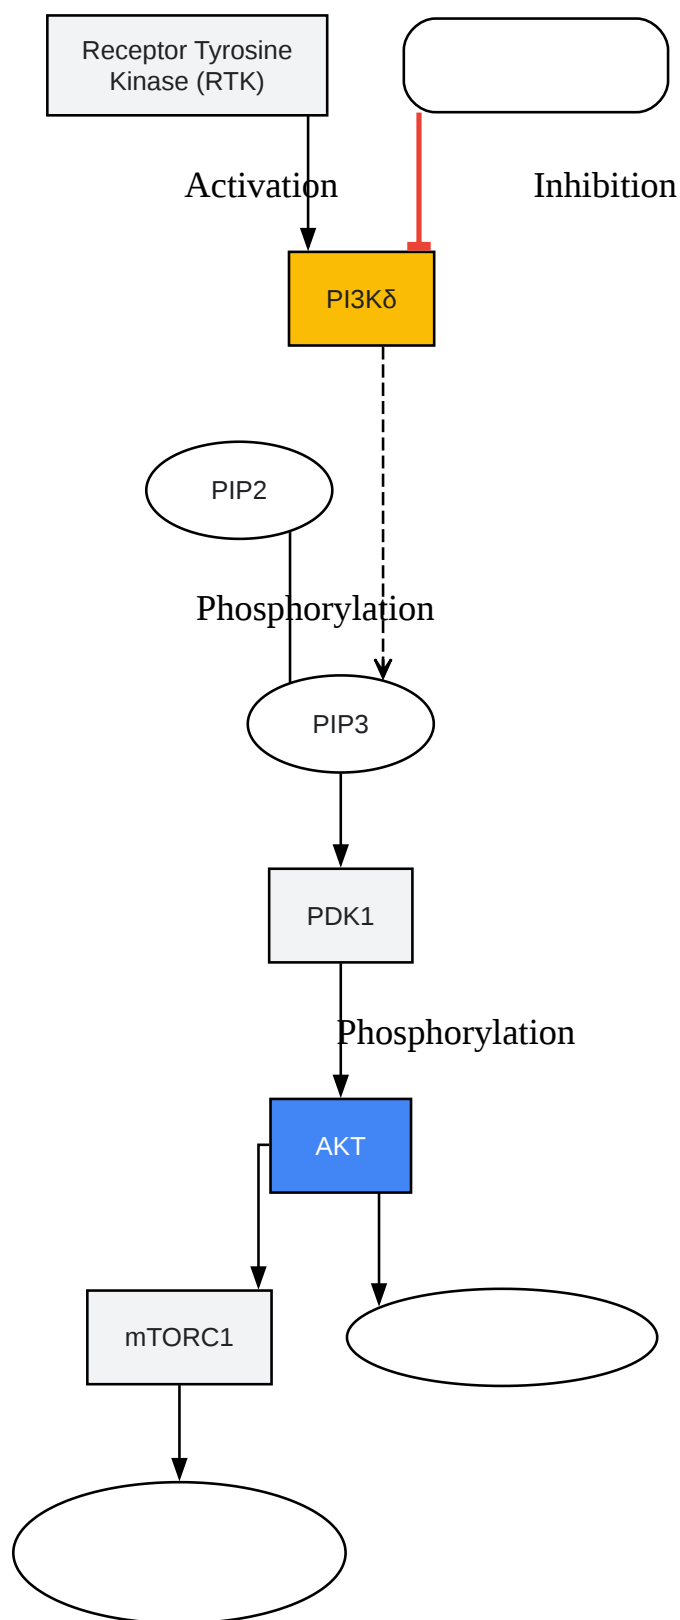 Receptor Tyrosine
Kinase (RTK)
Activation
Inhibition
PI3Kδ
PIP2
Phosphorylation
PIP3
PDK1
Phosphorylation
AKT
mTORC1